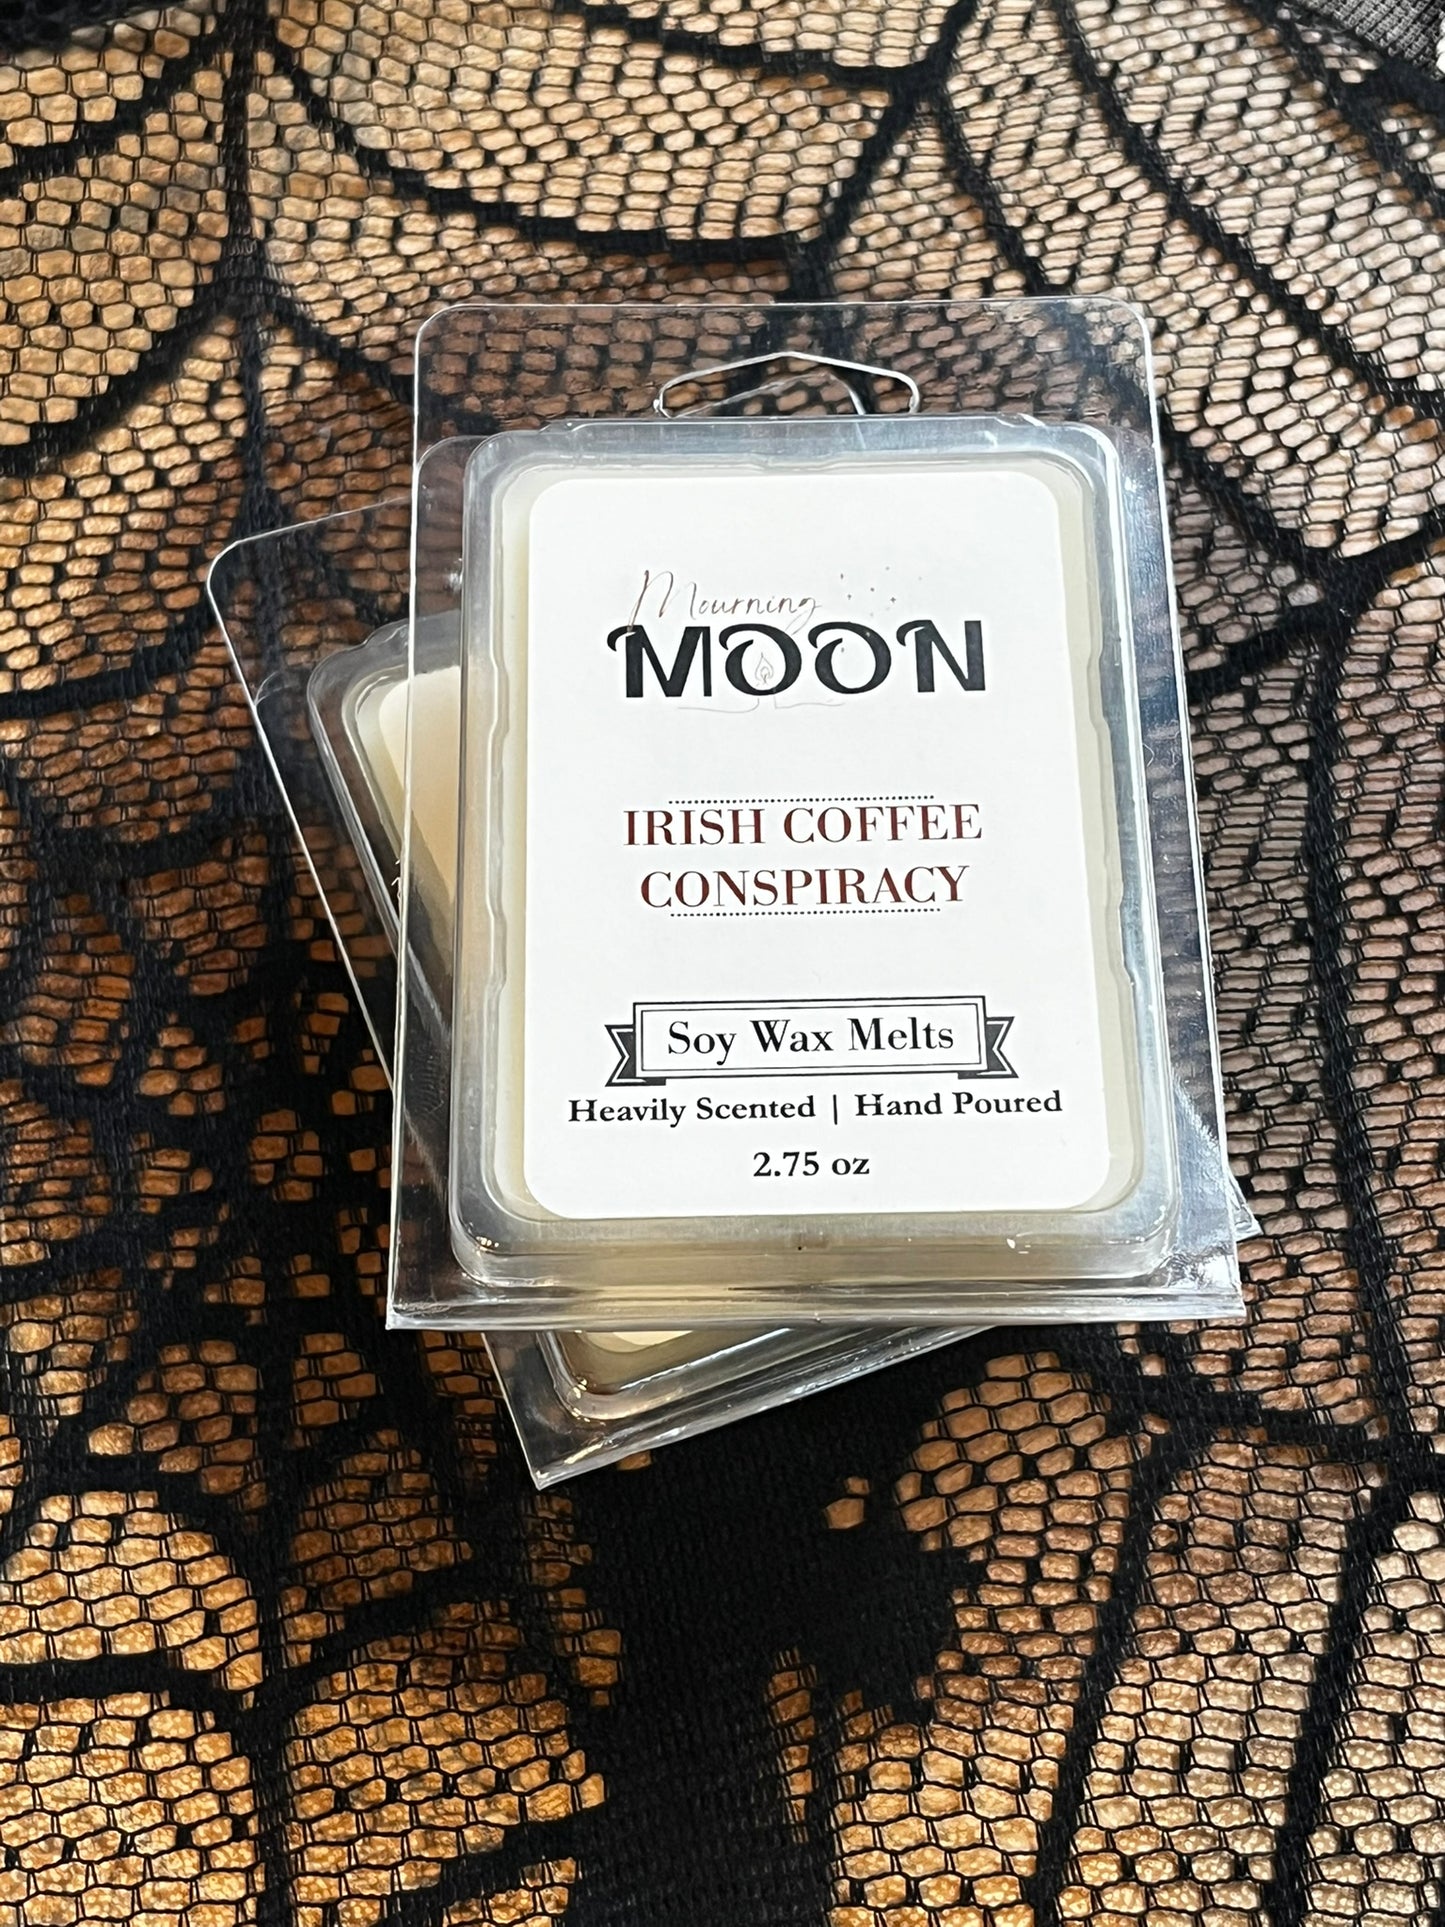 Mourning
MOON
IRISH COFFEE
CONSPIRACY
Soy Wax Melts
Heavily Scented | Hand Poured
2.75 oz